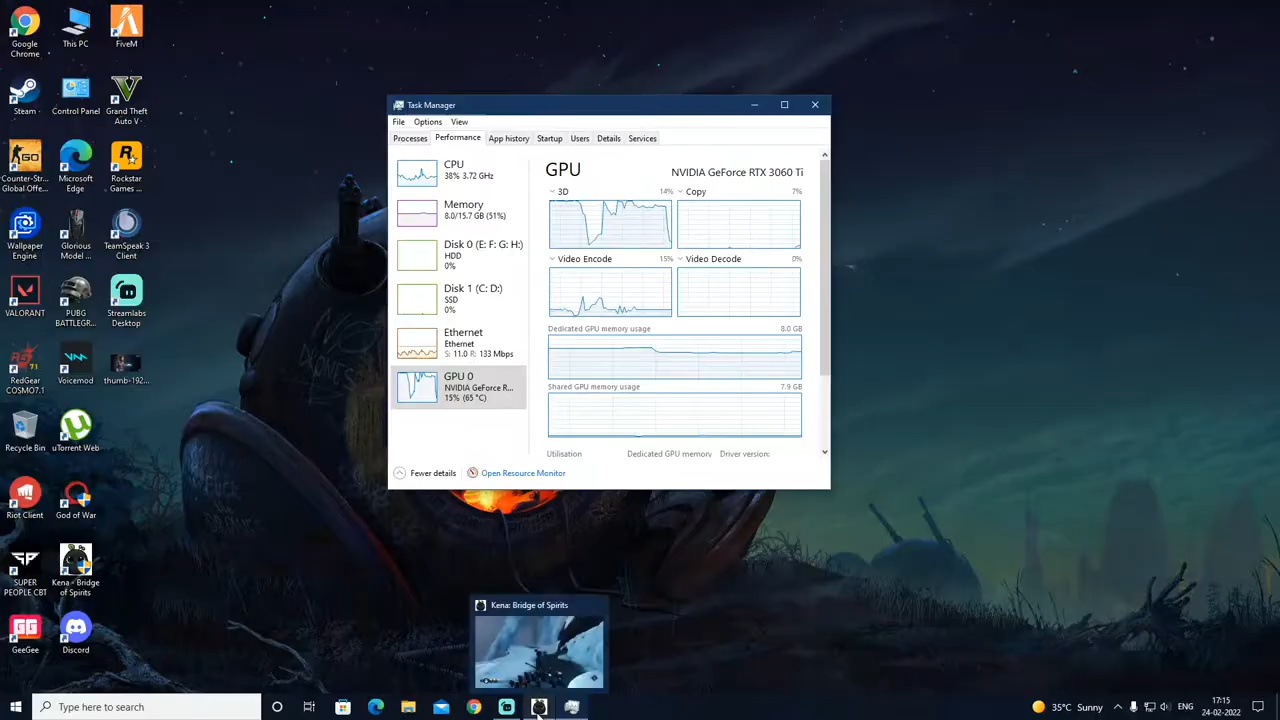 Google
Chrome
This PC
FiveM
Steam
Control Panel
Grand Theft
Auto V
Counter-Str...
Global Offe...
Microsoft
Edge
Rockstar
Games ...
Wallpaper
Engine
Glorious
Model ...
TeamSpeak 3
Client
VALORANT
PUBG
BATTLEGR...
Streamlabs
Desktop
RedGear
COSMO7.1
Voicemod
thumb-192...
Recycle Bin
uTorrent Web
Riot Client
God of War
SUPER
PEOPLE CBT
Kena - Bridge
of Spirits
GeeGee
Discord
Task Manager
File Options View
Processes Performance App history Startup Users Details Services
CPU
38% 3.72 GHz
Memory
8.0/15.7 GB (51%)
Disk 0 (E: F: G: H:)
HDD
0%
Disk 1 (C: D:)
SSD
0%
Ethernet
Ethernet
S: 11.0 R: 133 Mbps
GPU 0
NVIDIA GeForce R...
15% (65 °C)
GPU NVIDIA GeForce RTX 3060 Ti
3D 14% Copy 7%
Video Encode 15% Video Decode 0%
Dedicated GPU memory usage 8.0 GB
Shared GPU memory usage 7.9 GB
Utilisation Dedicated GPU memory Driver version:
Fewer details Open Resource Monitor
Kena: Bridge of Spirits
Type here to search
35°C Sunny
ENG
17:15
24-02-2022